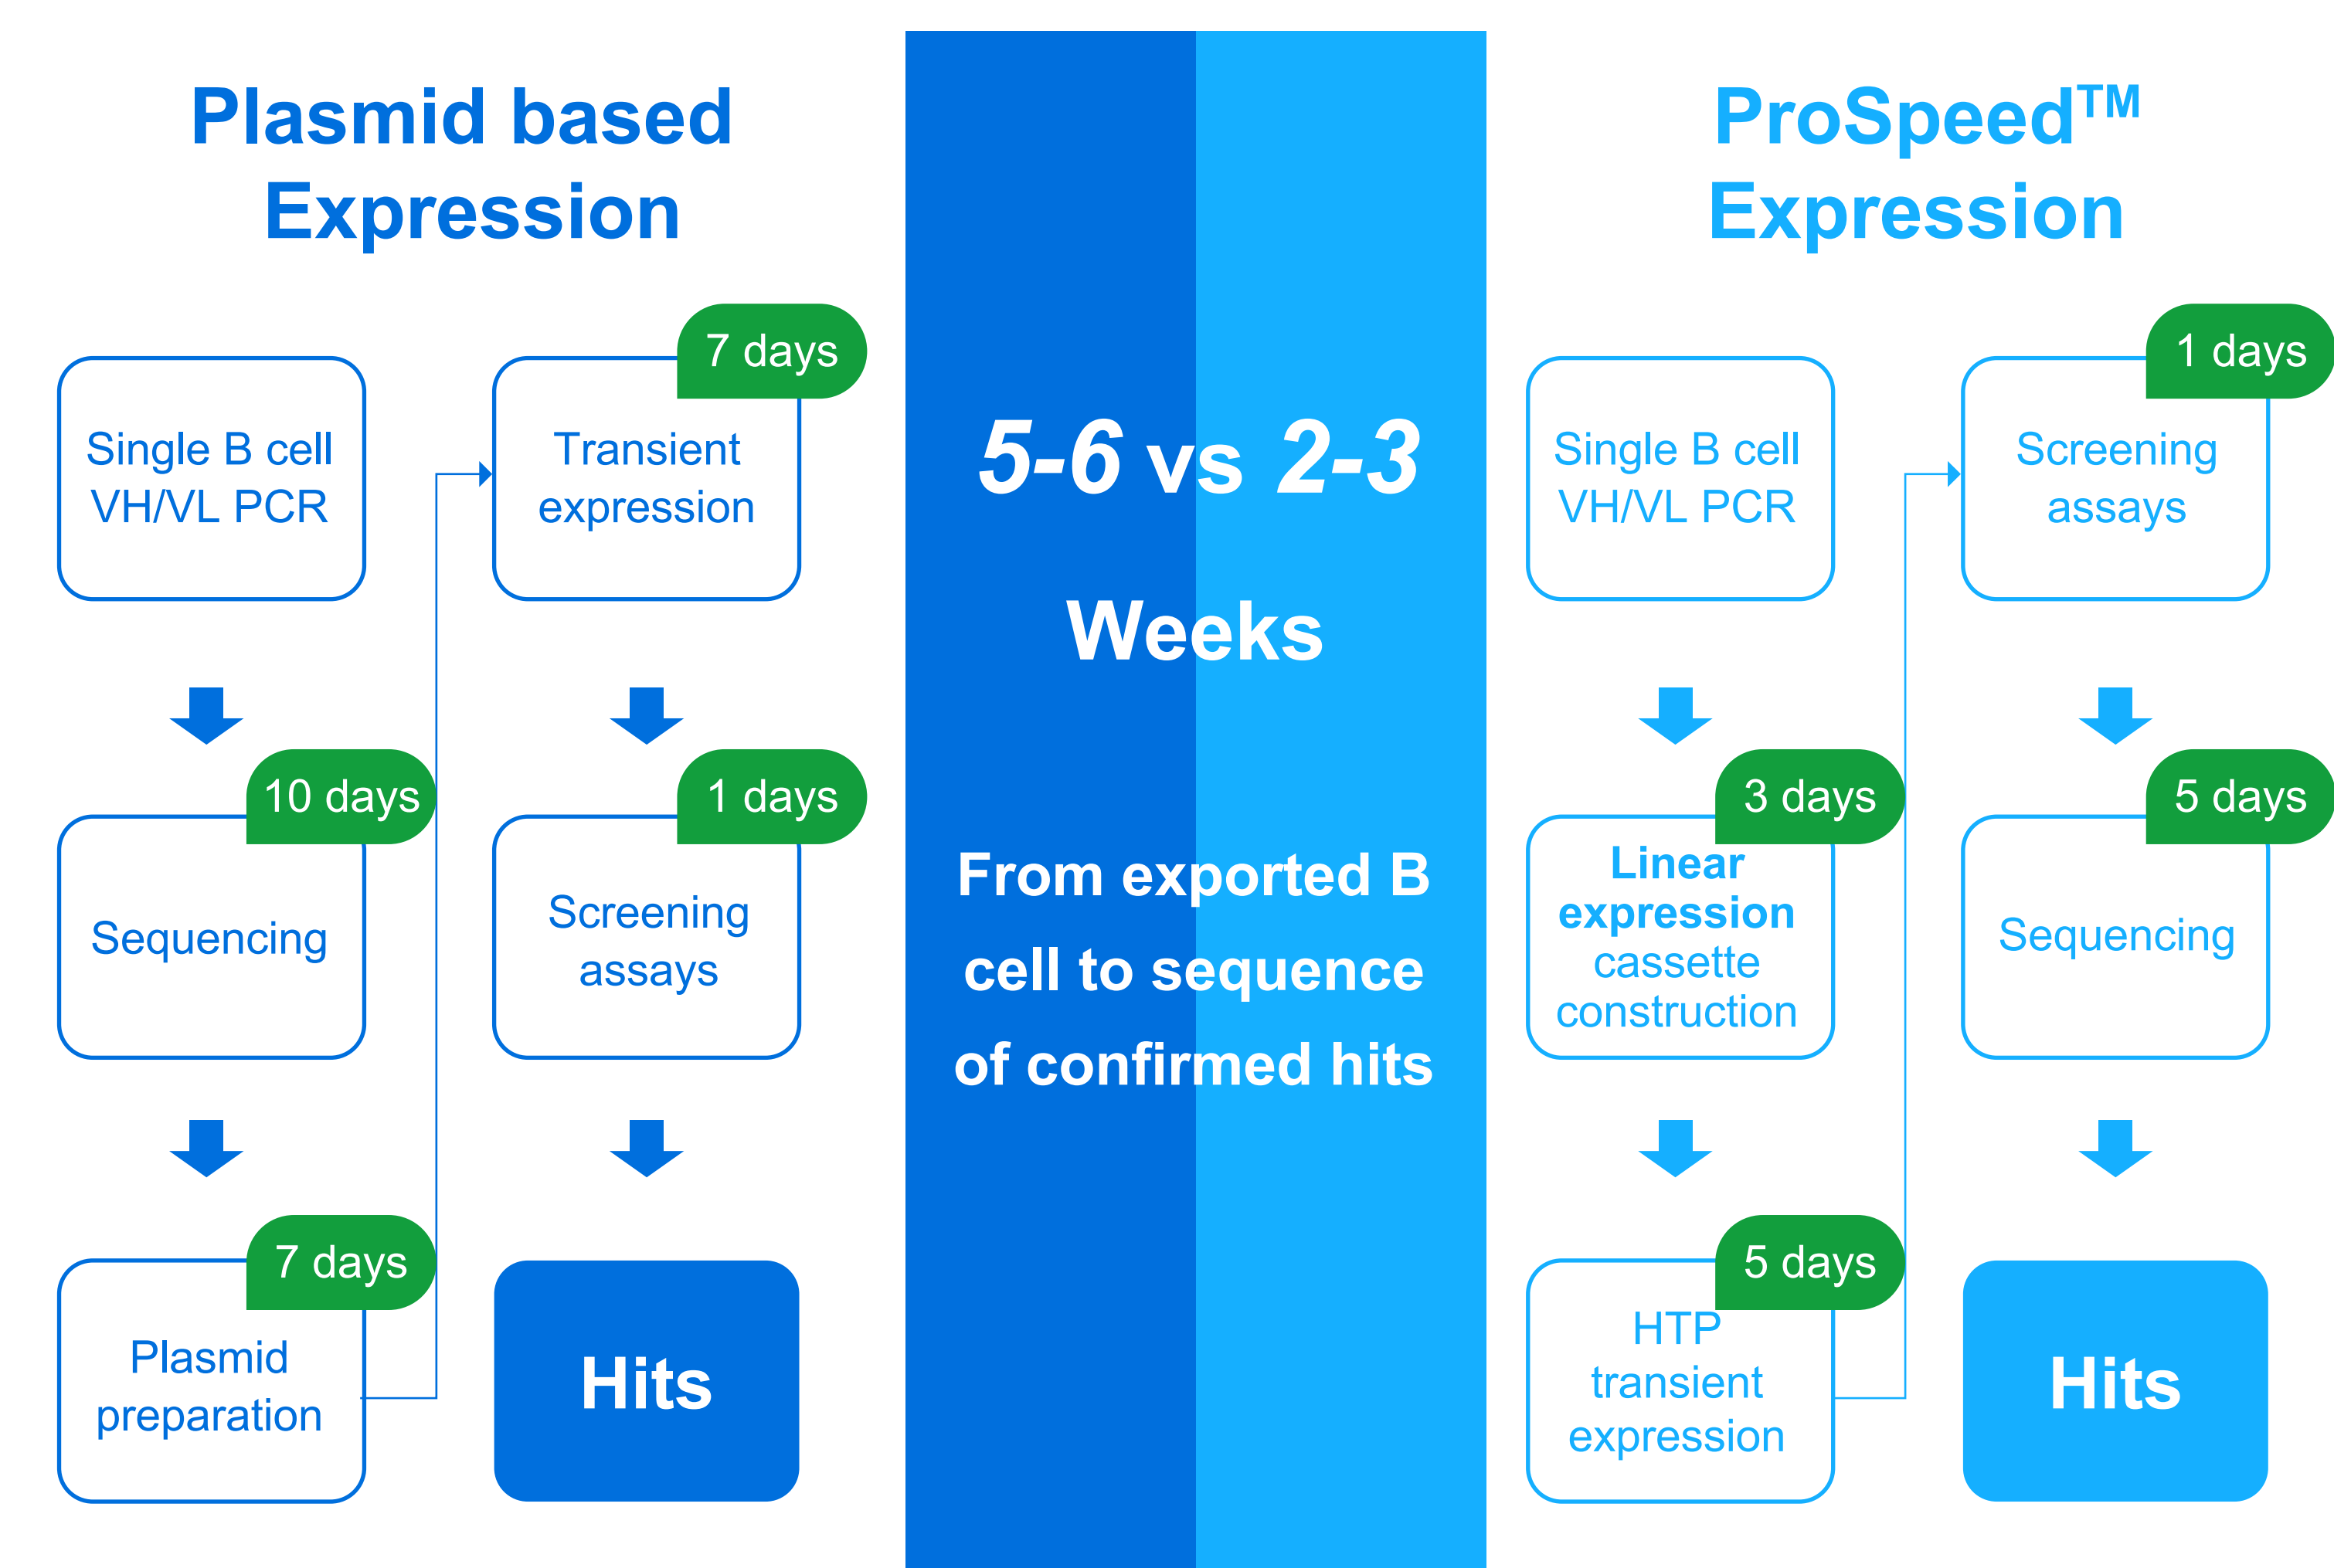 Plasmid based
Expression
Single B cell
VH/VL PCR
10 days
Sequencing
7 days
Plasmid
preparation
7 days
Transient
expression
1 days
Screening
assays
Hits
5-6 vs 2-3
Weeks
From exported B
cell to sequence
of confirmed hits
ProSpeed™
Expression
Single B cell
VH/VL PCR
3 days
Linear
expression
cassette
construction
5 days
HTP
transient
expression
1 days
Screening
assays
5 days
Sequencing
Hits